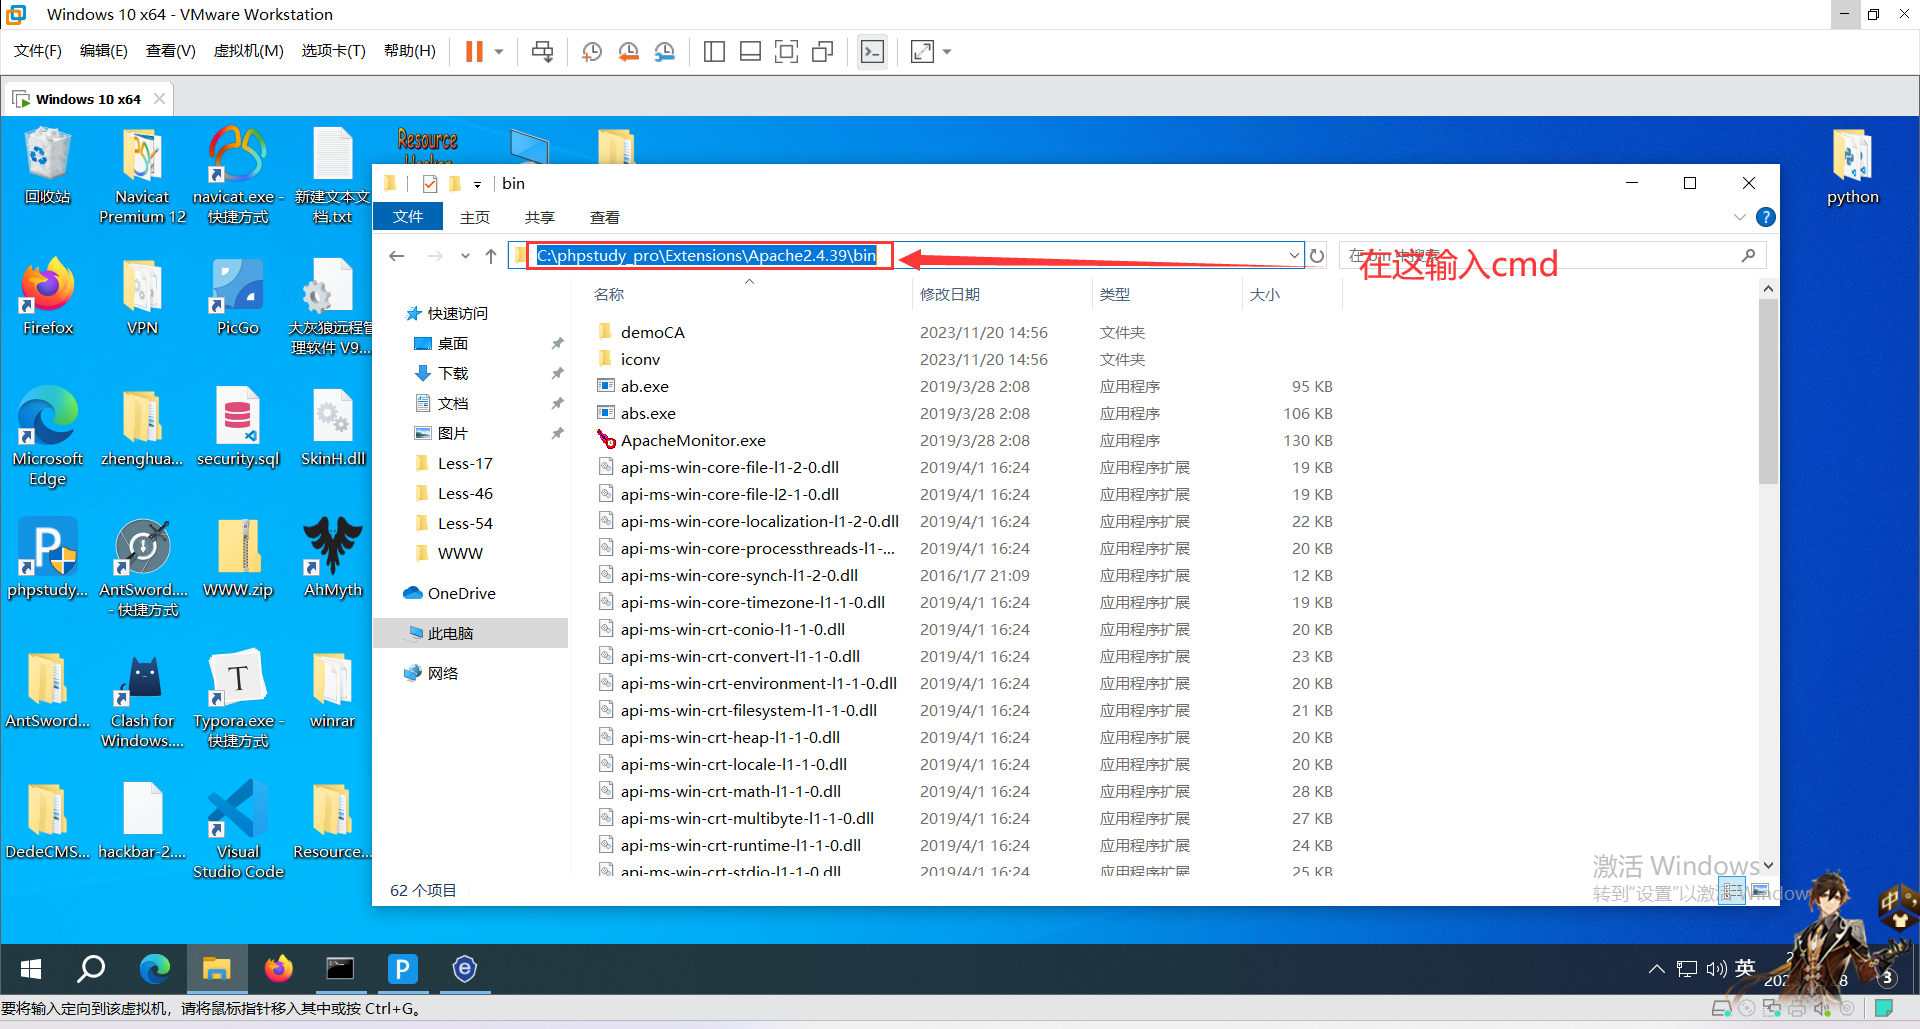 Windows 10 x64 - VMware Workstation
文件(F) 编辑(E) 查看(V) 虚拟机(M) 选项卡(T) 帮助(H)
Windows 10 x64
回收站
Navicat Premium 12
navicat.exe - 快捷方式
新建文本文档.txt
Resource
python
Firefox
VPN
PicGo
大灰狼远程管理软件 V9...
Microsoft Edge
zhenghua...
security.sql
SkinH.dll
phpstudy...
AntSword.... - 快捷方式
WWW.zip
AhMyth
AntSword...
Clash for Windows....
Typora.exe - 快捷方式
winrar
DedeCMS...
hackbar-2....
Visual Studio Code
Resource...
bin
文件 主页 共享 查看
C:\phpstudy_pro\Extensions\Apache2.4.39\bin
在这输入cmd
快速访问
桌面
下载
文档
图片
Less-17
Less-46
Less-54
WWW
OneDrive
此电脑
网络
名称 修改日期 类型 大小
demoCA 2023/11/20 14:56 文件夹
iconv 2023/11/20 14:56 文件夹
ab.exe 2019/3/28 2:08 应用程序 95 KB
abs.exe 2019/3/28 2:08 应用程序 106 KB
ApacheMonitor.exe 2019/3/28 2:08 应用程序 130 KB
api-ms-win-core-file-l1-2-0.dll 2019/4/1 16:24 应用程序扩展 19 KB
api-ms-win-core-file-l2-1-0.dll 2019/4/1 16:24 应用程序扩展 19 KB
api-ms-win-core-localization-l1-2-0.dll 2019/4/1 16:24 应用程序扩展 22 KB
api-ms-win-core-processthreads-l1-... 2019/4/1 16:24 应用程序扩展 20 KB
api-ms-win-core-synch-l1-2-0.dll 2016/1/7 21:09 应用程序扩展 12 KB
api-ms-win-core-timezone-l1-1-0.dll 2019/4/1 16:24 应用程序扩展 19 KB
api-ms-win-crt-conio-l1-1-0.dll 2019/4/1 16:24 应用程序扩展 20 KB
api-ms-win-crt-convert-l1-1-0.dll 2019/4/1 16:24 应用程序扩展 23 KB
api-ms-win-crt-environment-l1-1-0.dll 2019/4/1 16:24 应用程序扩展 20 KB
api-ms-win-crt-filesystem-l1-1-0.dll 2019/4/1 16:24 应用程序扩展 21 KB
api-ms-win-crt-heap-l1-1-0.dll 2019/4/1 16:24 应用程序扩展 20 KB
api-ms-win-crt-locale-l1-1-0.dll 2019/4/1 16:24 应用程序扩展 20 KB
api-ms-win-crt-math-l1-1-0.dll 2019/4/1 16:24 应用程序扩展 28 KB
api-ms-win-crt-multibyte-l1-1-0.dll 2019/4/1 16:24 应用程序扩展 27 KB
api-ms-win-crt-runtime-l1-1-0.dll 2019/4/1 16:24 应用程序扩展 24 KB
api-ms-win-crt-stdio-l1-1-0.dll 2019/4/1 16:24 应用程序扩展 25 KB
62 个项目
激活 Windows
转到"设置"以激活 Windows
中
英
3
要将输入定向到该虚拟机，请将鼠标指针移入其中或按 Ctrl+G。